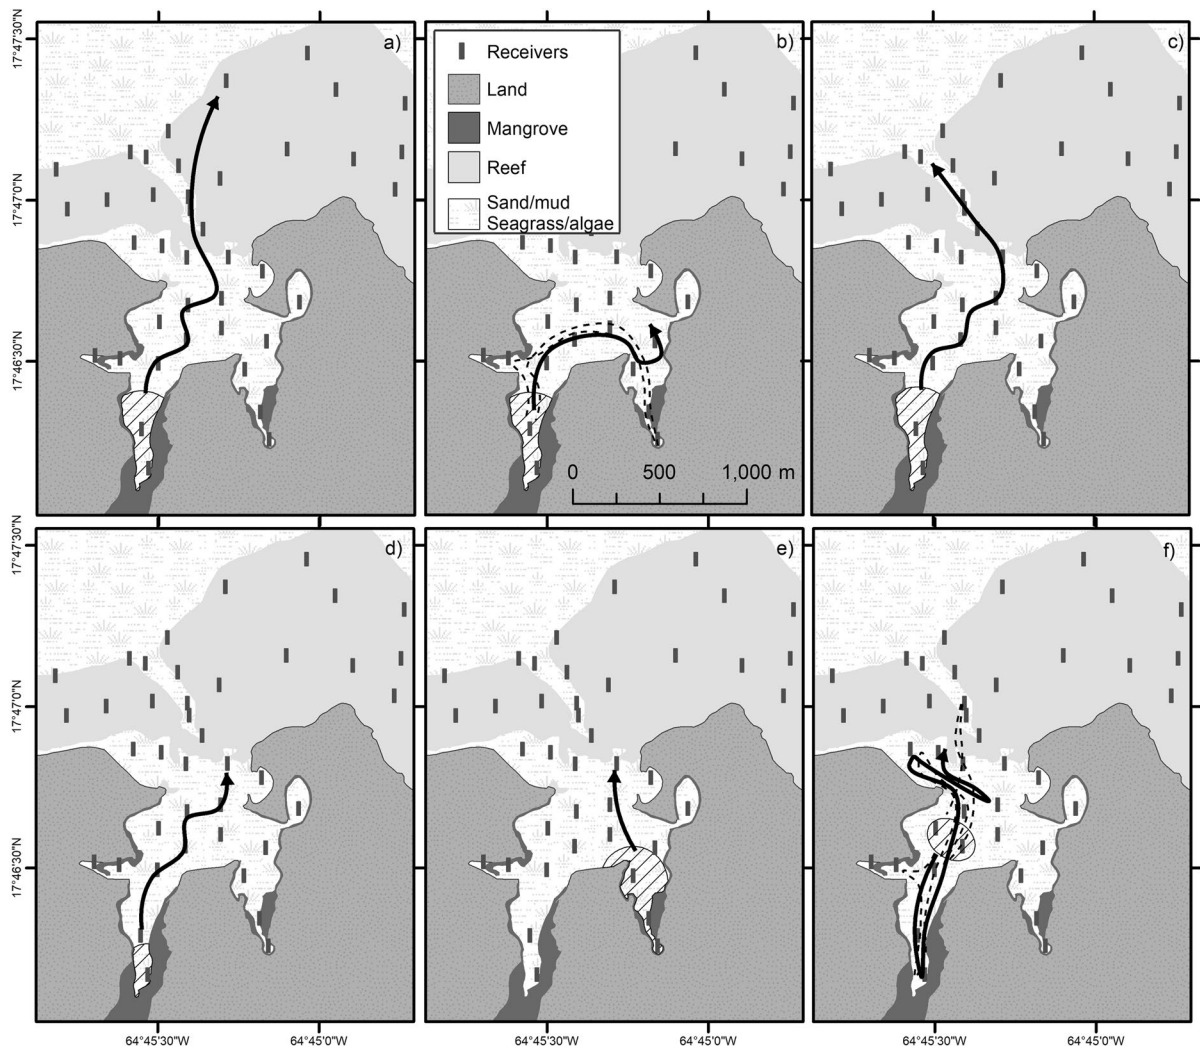 a)
b)
c)
Receivers
Land
Mangrove
Reef
Sand/mud
Seagrass/algae
17°47'30"N
17°47'0"N
17°46'30"N
0 500 1,000 m
d)
e)
f)
17°47'30"N
17°47'0"N
17°46'30"N
64°45'30"W 64°45'0"W 64°45'30"W 64°45'0"W 64°45'30"W 64°45'0"W